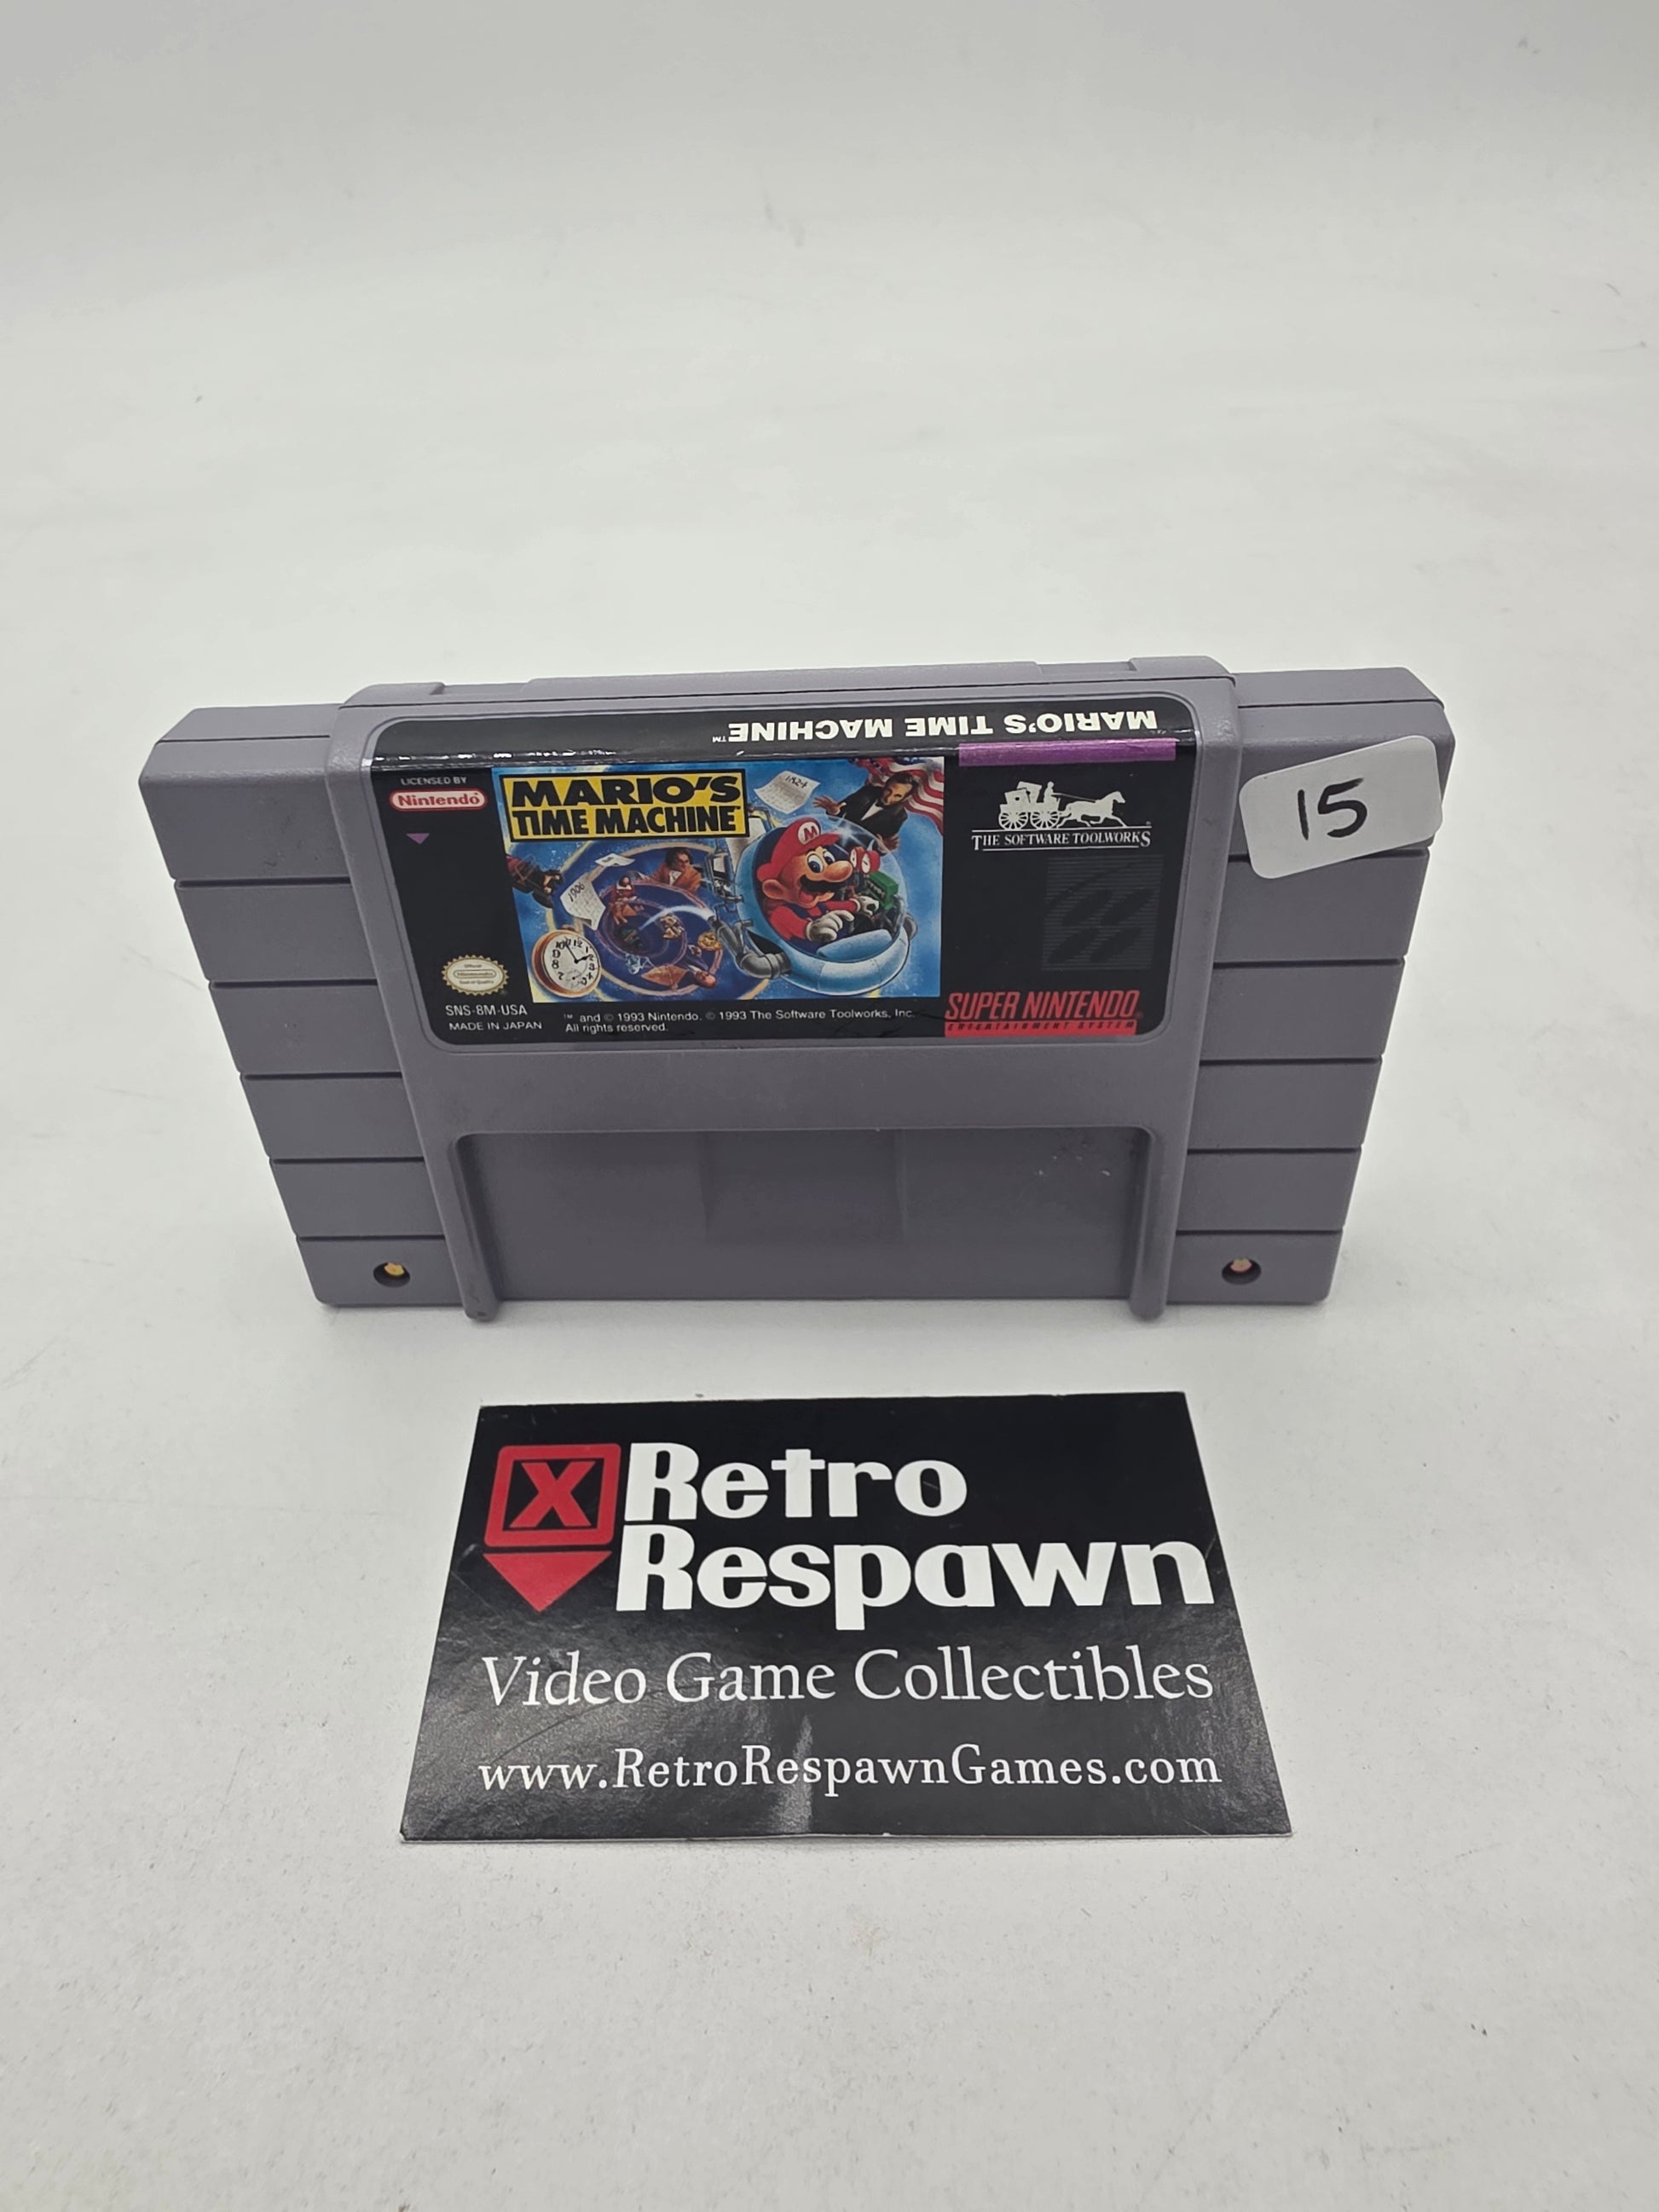 MARIO'S TIME MACHINE™
LICENSED BY
Nintendo
MARIO'S
TIME MACHINE
THE SOFTWARE TOOLWORKS
15
SNS-8M-USA
MADE IN JAPAN
™ and © 1993 Nintendo. © 1993 The Software Toolworks, Inc.
All rights reserved.
SUPER NINTENDO
ENTERTAINMENT SYSTEM
X Retro
Respawn
Video Game Collectibles
www.RetroRespawnGames.com